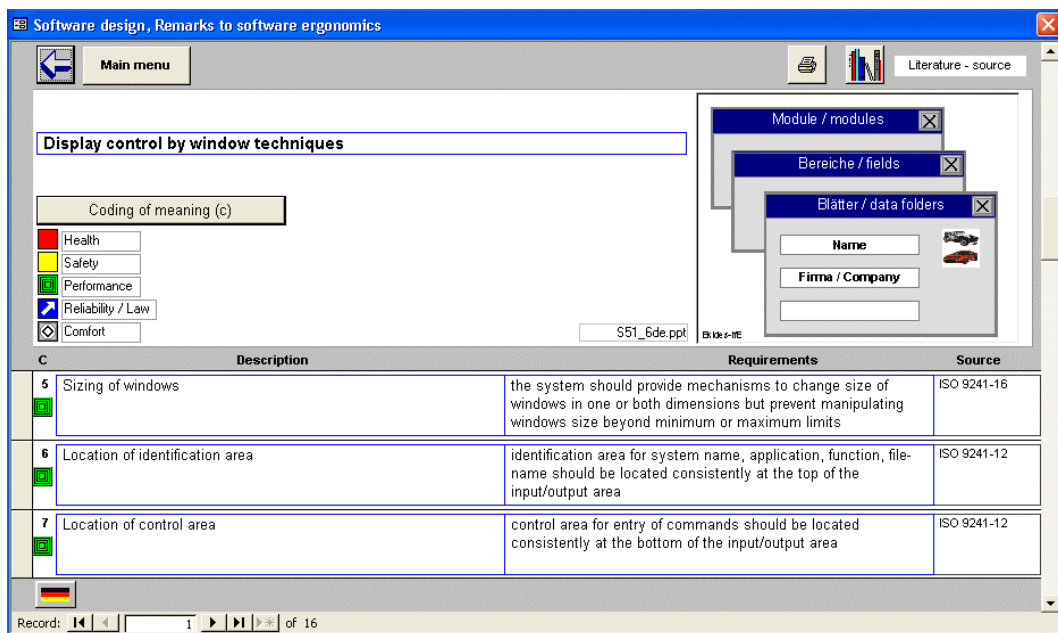 Software design, Remarks to software ergonomics
Main menu
Literature - source
Display control by window techniques
Module / modules
Bereiche / fields
Blätter / data folders
Name
Firma / Company
Coding of meaning (c)
Health
Safety
Performance
Reliability / Law
Comfort
S51_6de.ppt
Ekides-IfE
C Description Requirements Source
5 Sizing of windows
the system should provide mechanisms to change size of
windows in one or both dimensions but prevent manipulating
windows size beyond minimum or maximum limits
ISO 9241-16
6 Location of identification area
identification area for system name, application, function, file-
name should be located consistently at the top of the
input/output area
ISO 9241-12
7 Location of control area
control area for entry of commands should be located
consistently at the bottom of the input/output area
ISO 9241-12
Record: 1 of 16